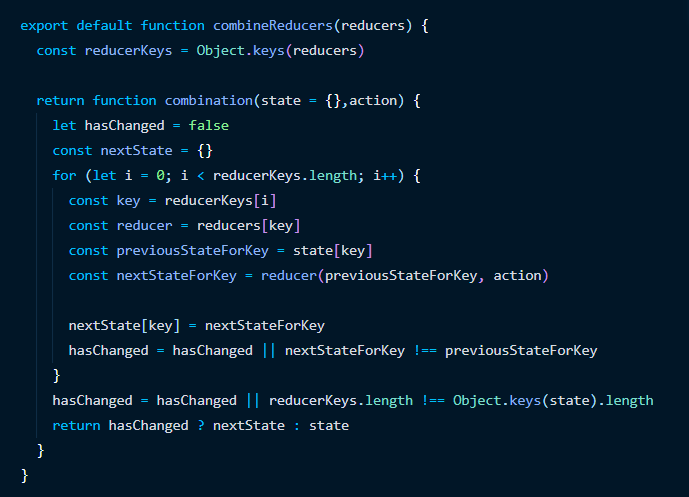 export default function combineReducers(reducers) {
  const reducerKeys = Object.keys(reducers)

  return function combination(state = {},action) {
    let hasChanged = false
    const nextState = {}
    for (let i = 0; i < reducerKeys.length; i++) {
      const key = reducerKeys[i]
      const reducer = reducers[key]
      const previousStateForKey = state[key]
      const nextStateForKey = reducer(previousStateForKey, action)

      nextState[key] = nextStateForKey
      hasChanged = hasChanged || nextStateForKey !== previousStateForKey
    }
    hasChanged = hasChanged || reducerKeys.length !== Object.keys(state).length
    return hasChanged ? nextState : state
  }
}